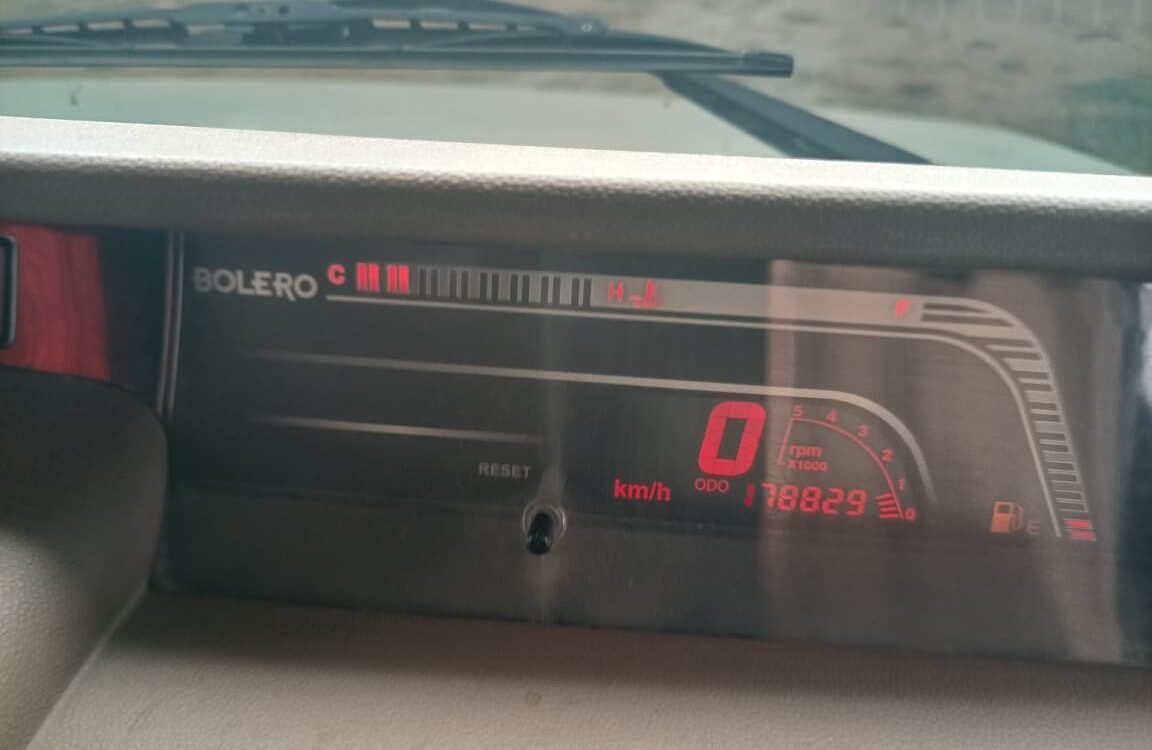 BOLERO C H F
0 5 4 3 2 1 0
rpm
X1000
RESET
km/h ODO 178829
E